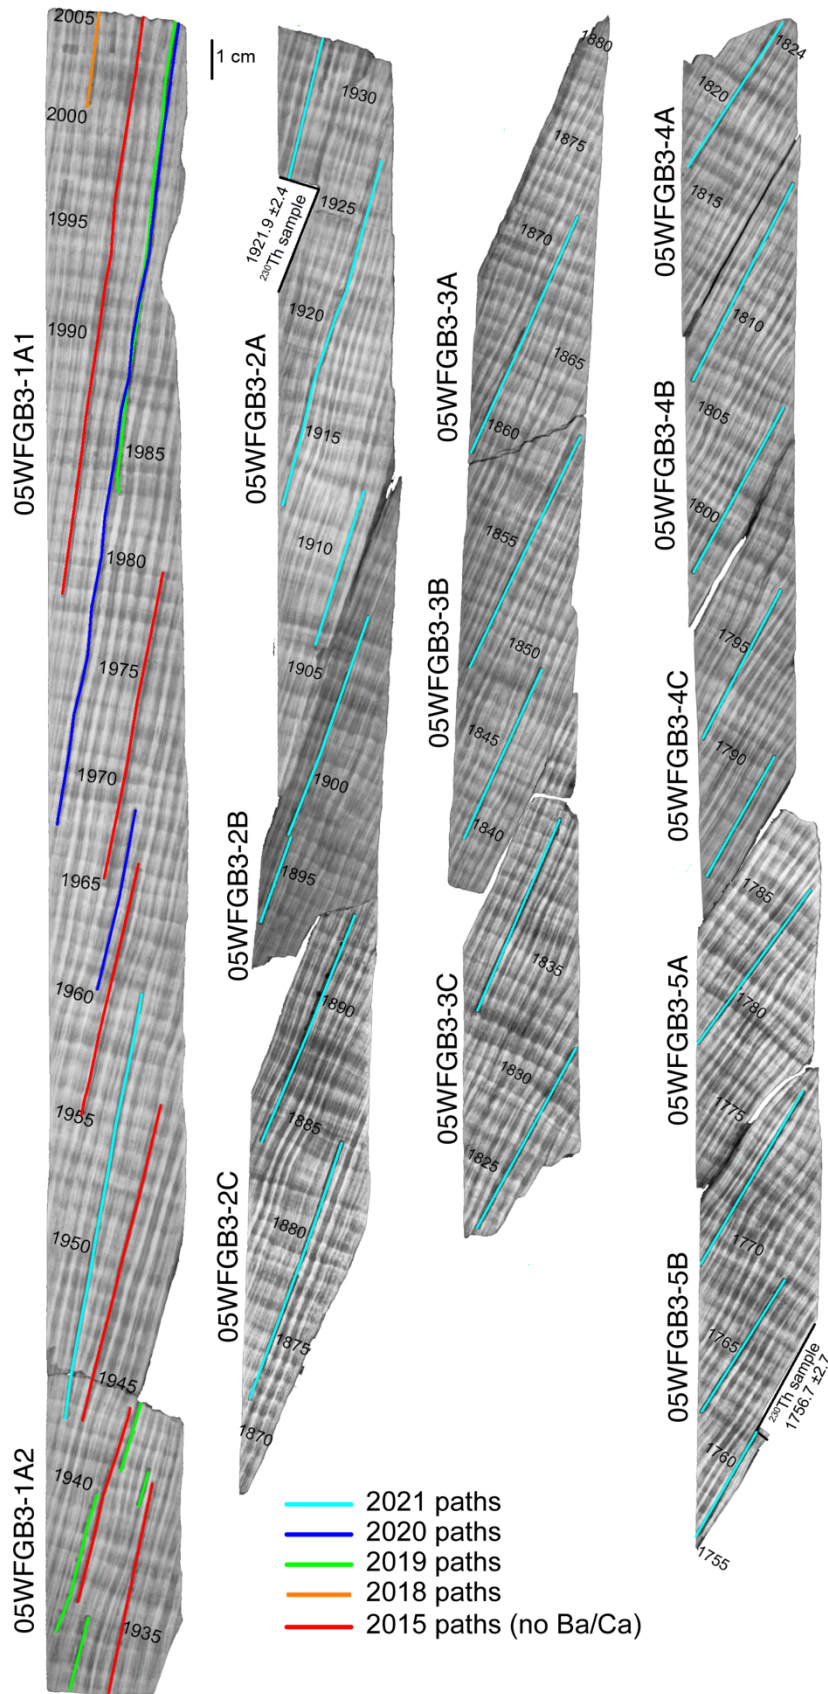 05WFGB3-1A1
2005
2000
1995
1990
1985
1980
1975
1970
1965
1960
1955
1950
1945
05WFGB3-1A2
1940
1935
1 cm
05WFGB3-2A
1930
1925
1921.9 ±2.4
²³⁰Th sample
1920
1915
1910
1905
05WFGB3-2B
1900
1895
05WFGB3-2C
1890
1885
1880
1875
1870
05WFGB3-3A
1880
1875
1870
1865
1860
05WFGB3-3B
1855
1850
1845
1840
05WFGB3-3C
1835
1830
1825
05WFGB3-4A
1824
1820
1815
05WFGB3-4B
1810
1805
1800
05WFGB3-4C
1795
1790
05WFGB3-5A
1785
1780
1775
05WFGB3-5B
1770
1765
²³⁰Th sample
1756.7 ±2.7
1760
1755
2021 paths
2020 paths
2019 paths
2018 paths
2015 paths (no Ba/Ca)